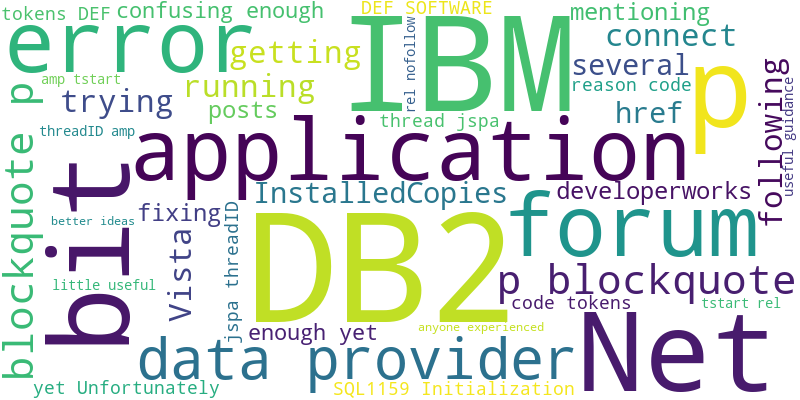 tokens DEF
confusing enough
DEF SOFTWARE
mentioning
error
getting
IBM
rel nofollow
connect
several
amp tstart
running
reason code
trying
posts
thread jspa
href
p
following
useful guidance
threadID amp
application
blockquote p
bit
InstalledCopies
developerworks
fixing
better ideas
Vista
jspa threadID
DB2
forum
little useful
p blockquote
code tokens
tstart rel
enough yet
anyone experienced
data provider
Net
yet Unfortunately
SQL1159 Initialization